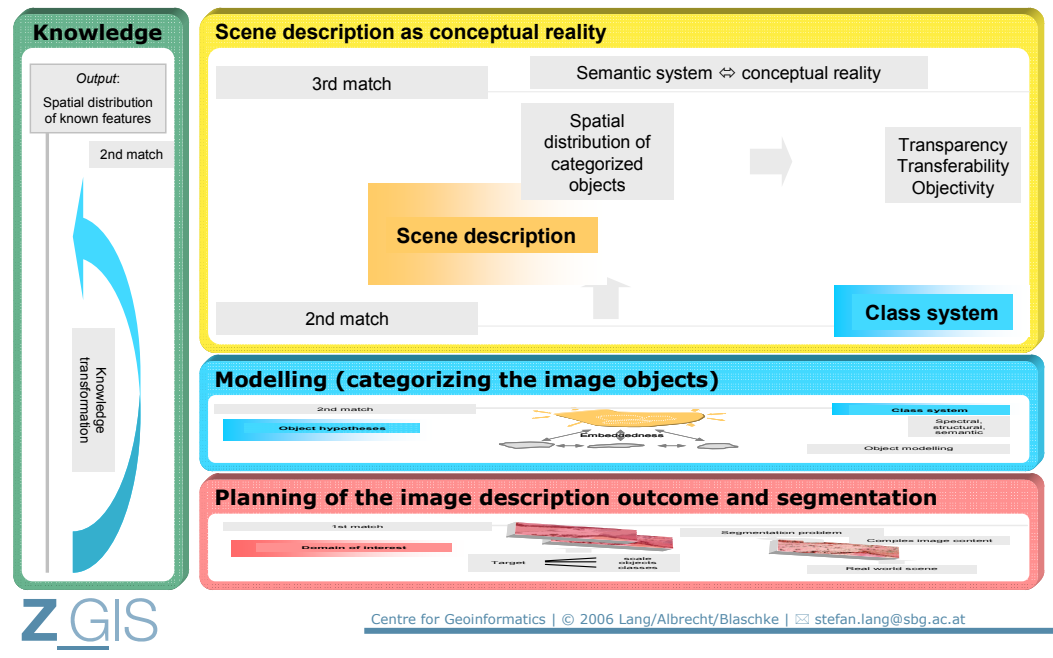 Knowledge
Output:
Spatial distribution
of known features
2nd match
Knowledge
transformation
Scene description as conceptual reality
3rd match
Semantic system ⇔ conceptual reality
Spatial
distribution of
categorized
objects
Transparency
Transferability
Objectivity
Scene description
2nd match
Class system
Modelling (categorizing the image objects)
2nd match
Object hypotheses
Embeddedness
Class system
Spectral,
structural,
semantic
Object modelling
Planning of the image description outcome and segmentation
1st match
Domain of interest
Target
scale
objects
classes
Segmentation problem
Complex image content
Real world scene
Z_GIS
Centre for Geoinformatics | © 2006 Lang/Albrecht/Blaschke | ✉ stefan.lang@sbg.ac.at